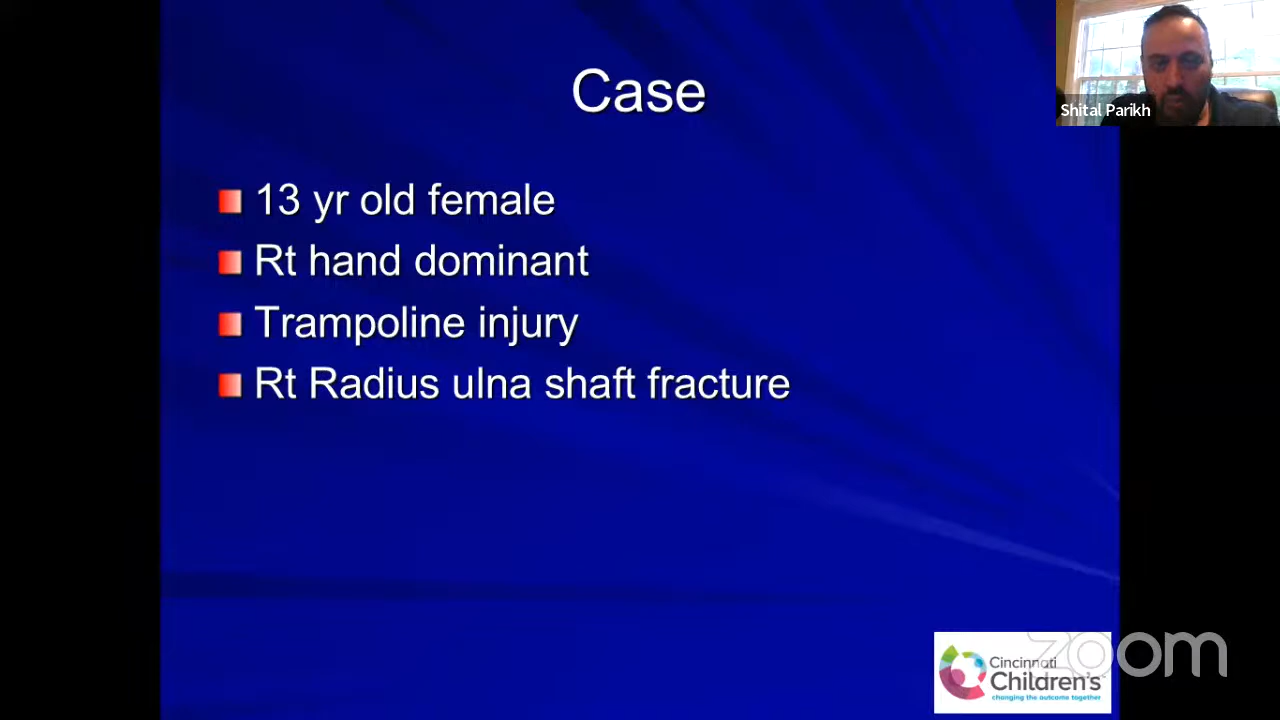 Case
Shital Parikh
13 yr old female
Rt hand dominant
Trampoline injury
Rt Radius ulna shaft fracture
Cincinnati
Children's
changing the outcome together
zoom